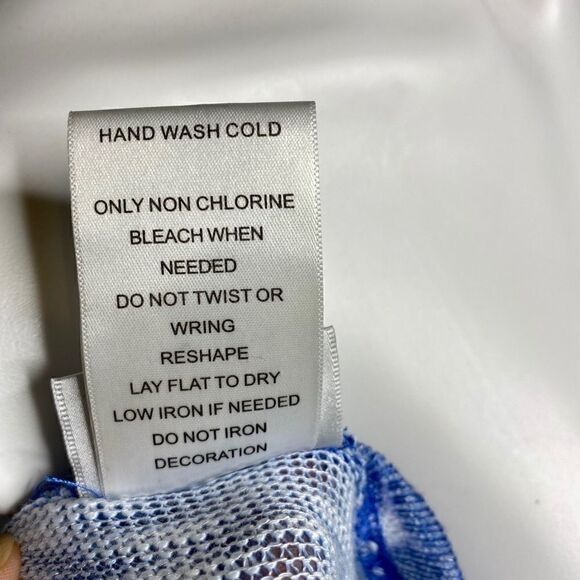 HAND WASH COLD
ONLY NON CHLORINE
BLEACH WHEN
NEEDED
DO NOT TWIST OR
WRING
RESHAPE
LAY FLAT TO DRY
LOW IRON IF NEEDED
DO NOT IRON
DECORATION